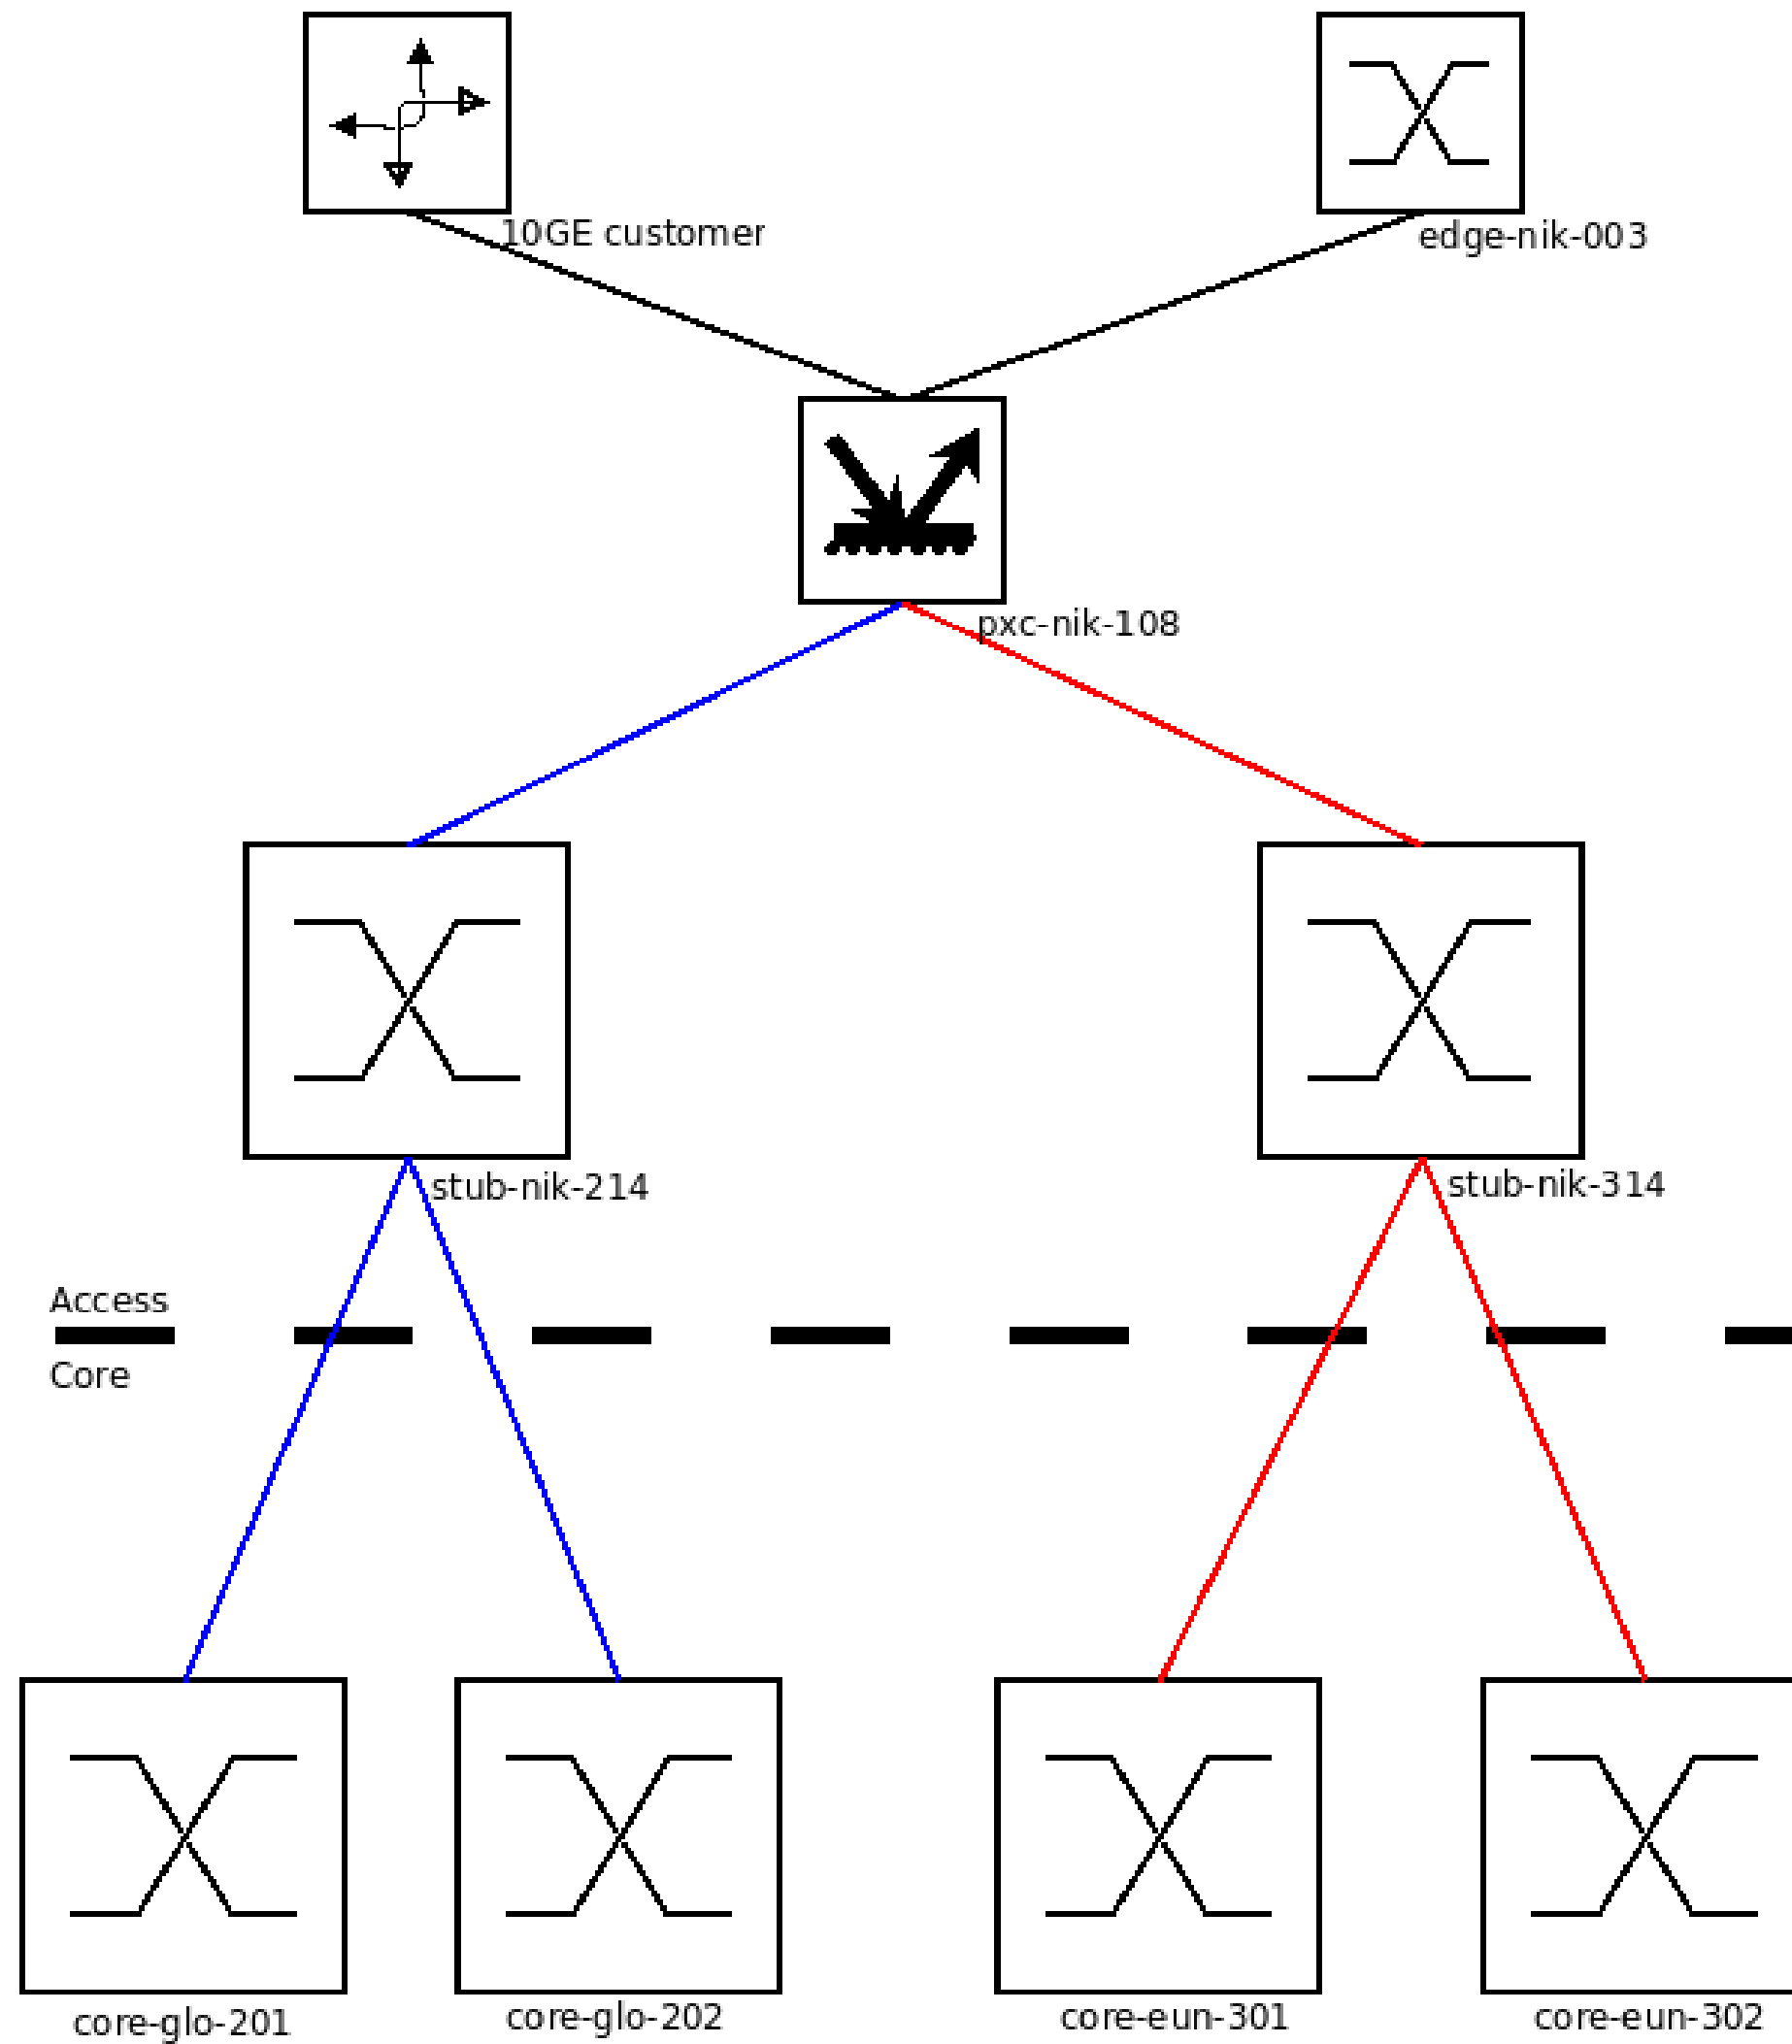 10GE customer
edge-nik-003
pxc-nik-108
stub-nik-214
stub-nik-314
Access
Core
core-glo-201
core-glo-202
core-eun-301
core-eun-302